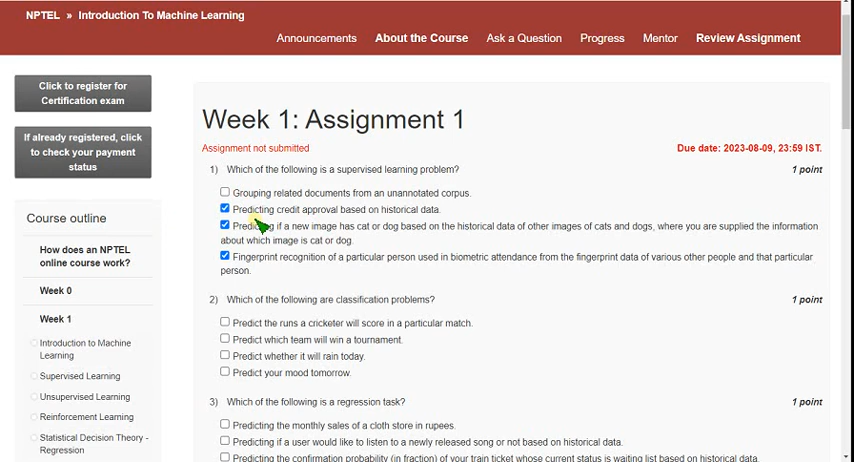 NPTEL » Introduction To Machine Learning
Announcements About the Course Ask a Question Progress Mentor Review Assignment
Click to register for
Certification exam
If already registered, click
to check your payment
status
Course outline
How does an NPTEL
online course work?
Week 0
Week 1
Introduction to Machine
Learning
Supervised Learning
Unsupervised Learning
Reinforcement Learning
Statistical Decision Theory -
Regression
Week 1: Assignment 1
Assignment not submitted Due date: 2023-08-09, 23:59 IST.
1) Which of the following is a supervised learning problem? 1 point
Grouping related documents from an unannotated corpus.
Predicting credit approval based on historical data.
Predicting if a new image has cat or dog based on the historical data of other images of cats and dogs, where you are supplied the information
about which image is cat or dog.
Fingerprint recognition of a particular person used in biometric attendance from the fingerprint data of various other people and that particular
person.
2) Which of the following are classification problems? 1 point
Predict the runs a cricketer will score in a particular match.
Predict which team will win a tournament.
Predict whether it will rain today.
Predict your mood tomorrow.
3) Which of the following is a regression task? 1 point
Predicting the monthly sales of a cloth store in rupees.
Predicting if a user would like to listen to a newly released song or not based on historical data.
Predicting the confirmation probability (in fraction) of your train ticket whose current status is waiting list based on historical data.